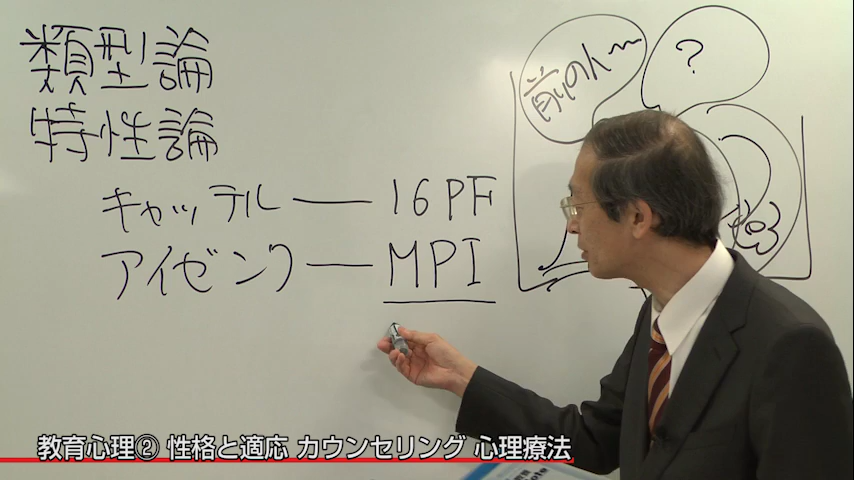 類型論
特性論
キャッテル ― 16PF
アイゼンク ― MPI
前の人〜
?
教育心理② 性格と適応 カウンセリング 心理療法